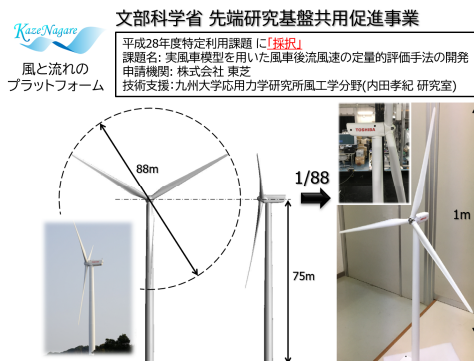 文部科学省 先端研究基盤共用促進事業
KazeNagare
風と流れの
プラットフォーム
平成28年度特定利用課題 に「採択」
課題名: 実風車模型を用いた風車後流風速の定量的評価手法の開発
申請機関: 株式会社 東芝
技術支援:九州大学応用力学研究所風工学分野(内田孝紀 研究室)
88m
1/88
TOSHIBA
1m
75m